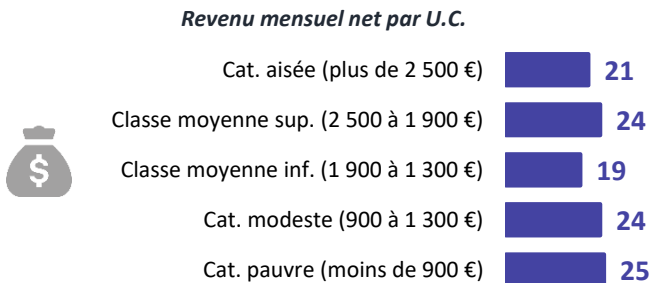 Revenu mensuel net par U.C.
Cat. aisée (plus de 2 500 €) 21
Classe moyenne sup. (2 500 à 1 900 €) 24
$ Classe moyenne inf. (1 900 à 1 300 €) 19
Cat. modeste (900 à 1 300 €) 24
Cat. pauvre (moins de 900 €) 25